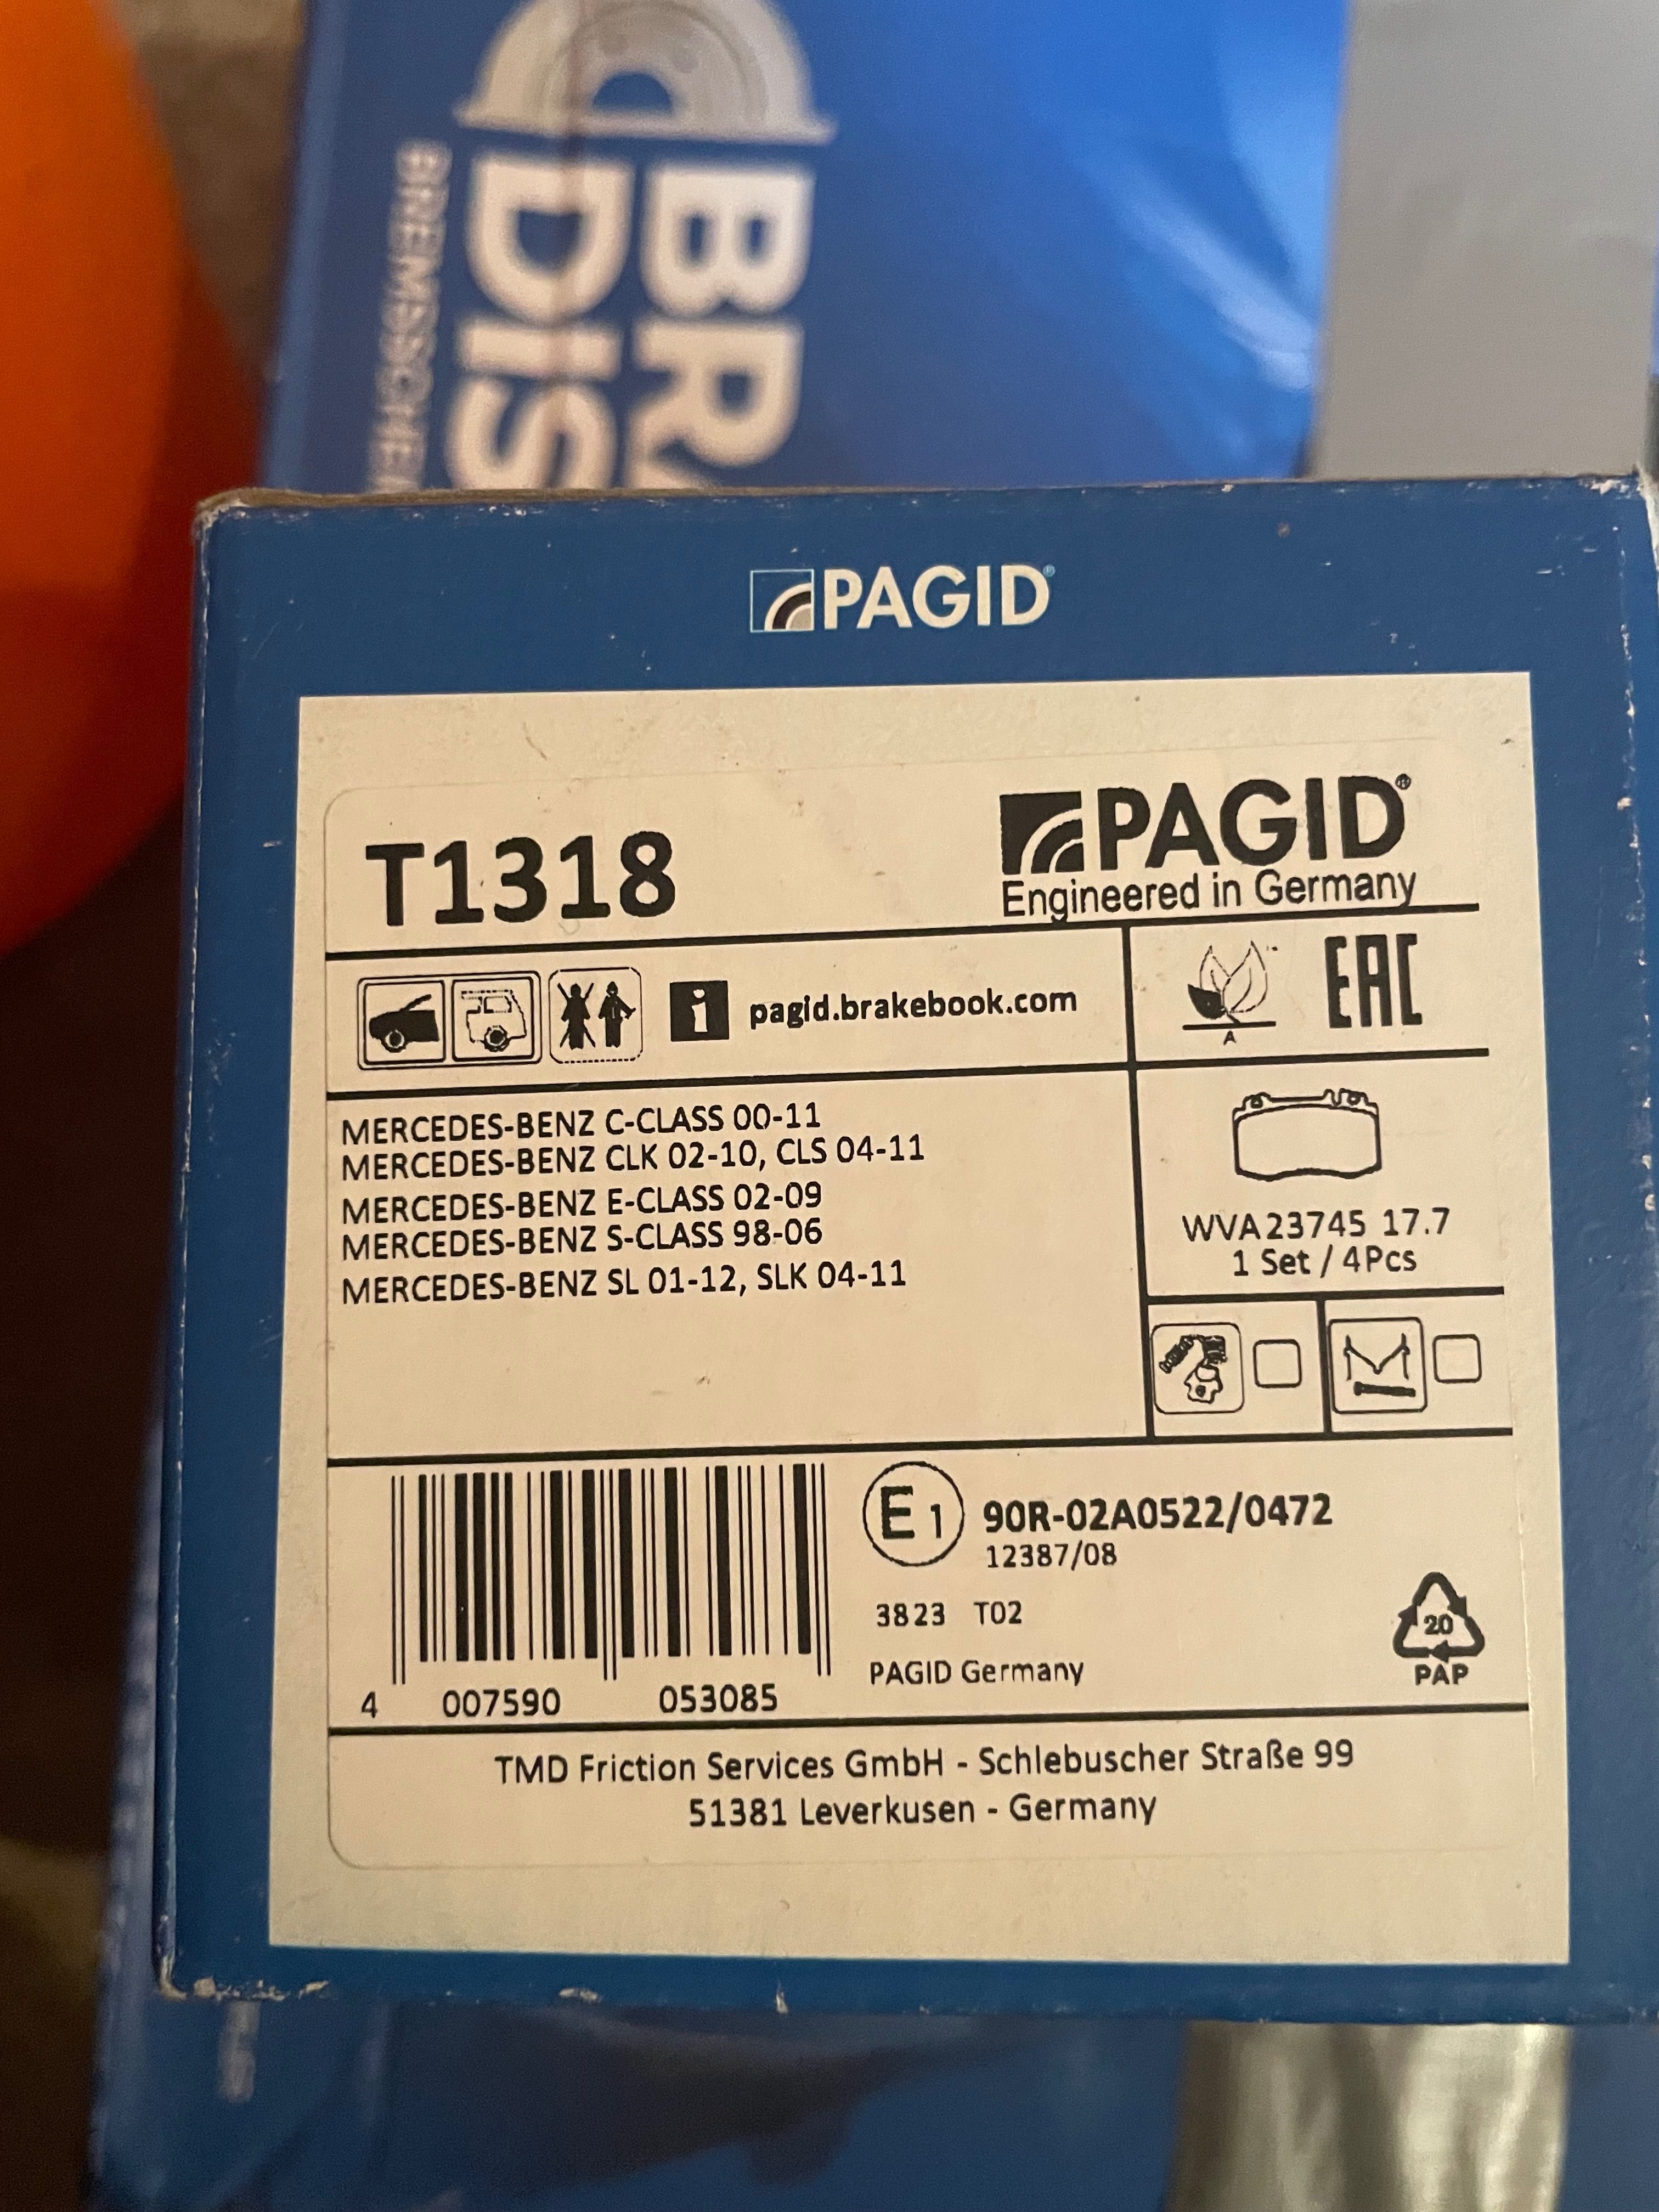 BR
DIS
PAGID®
T1318
PAGID®
Engineered in Germany
i pagid.brakebook.com
A
EAC
MERCEDES-BENZ C-CLASS 00-11
MERCEDES-BENZ CLK 02-10, CLS 04-11
MERCEDES-BENZ E-CLASS 02-09
MERCEDES-BENZ S-CLASS 98-06
MERCEDES-BENZ SL 01-12, SLK 04-11
WVA23745 17.7
1 Set / 4Pcs
E1 90R-02A0522/0472
12387/08
3823 T02
PAGID Germany
20
PAP
4 007590 053085
TMD Friction Services GmbH - Schlebuscher Straße 99
51381 Leverkusen - Germany